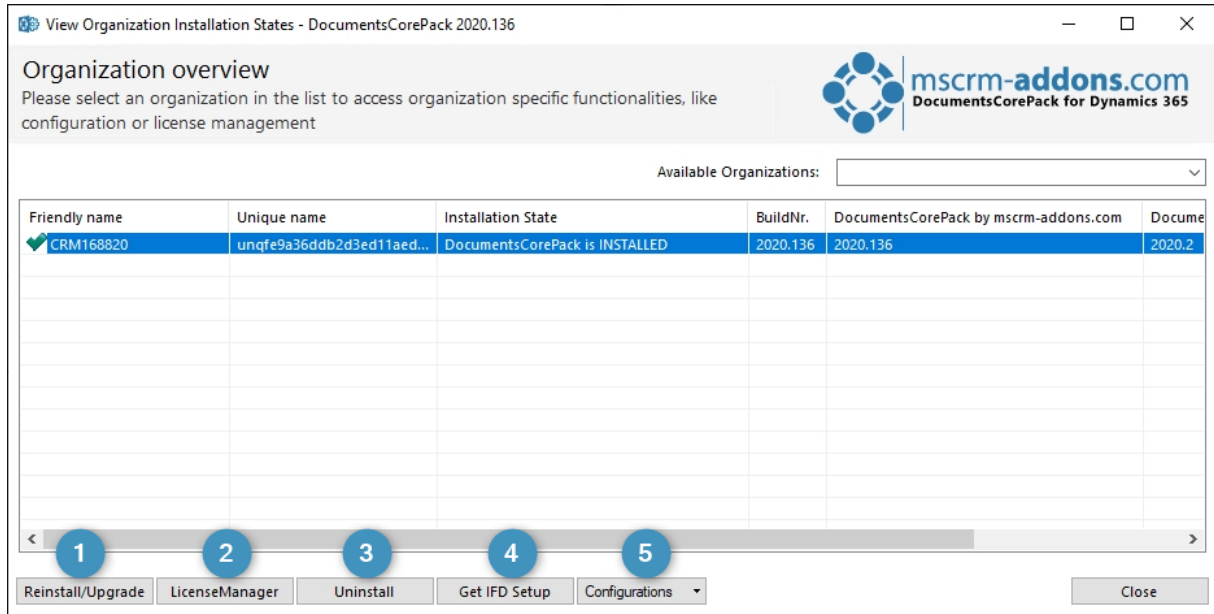 View Organization Installation States - DocumentsCorePack 2020.136
Organization overview
Please select an organization in the list to access organization specific functionalities, like
configuration or license management
mscrm-addons.com
DocumentsCorePack for Dynamics 365
Available Organizations:
Friendly name Unique name Installation State BuildNr. DocumentsCorePack by mscrm-addons.com Docume
CRM168820 unqfe9a36ddb2d3ed11aed... DocumentsCorePack is INSTALLED 2020.136 2020.136 2020.2
1 2 3 4 5
Reinstall/Upgrade LicenseManager Uninstall Get IFD Setup Configurations Close